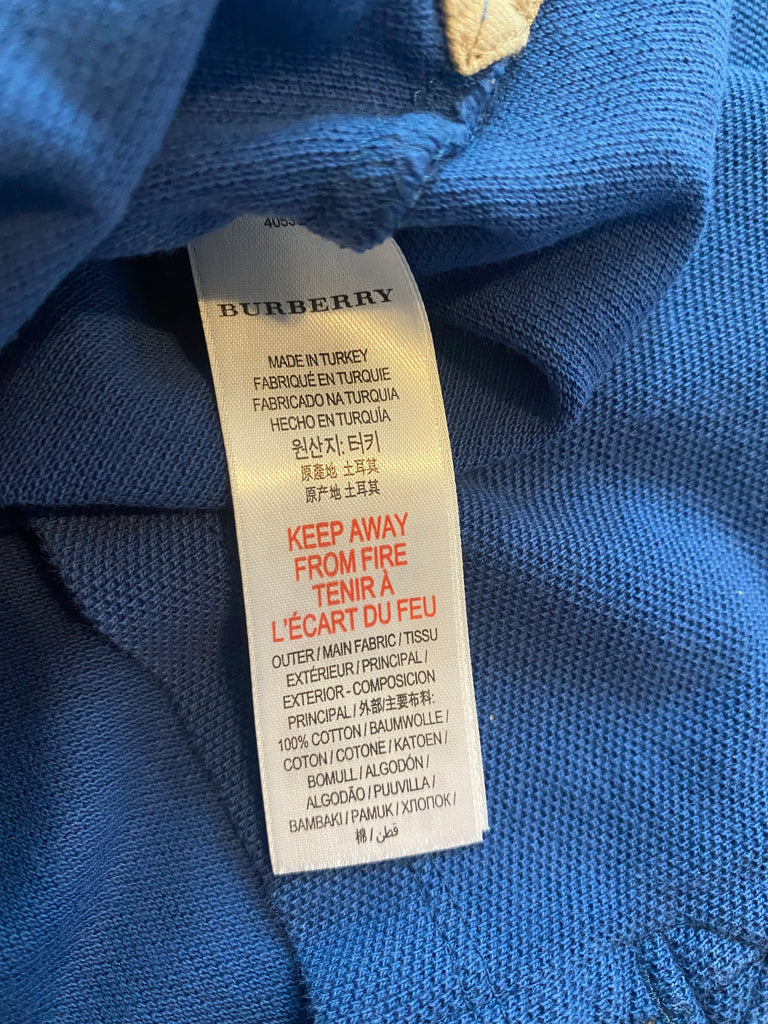 BURBERRY
MADE IN TURKEY
FABRIQUÉ EN TURQUIE
FABRICADO NA TURQUIA
HECHO EN TURQUÍA
원산지: 터키
原產地 土耳其
原产地 土耳其
KEEP AWAY
FROM FIRE
TENIR À
L'ÉCART DU FEU
OUTER / MAIN FABRIC / TISSU
EXTÉRIEUR / PRINCIPAL /
EXTERIOR - COMPOSICION
PRINCIPAL / 外部/主要布料:
100% COTTON / BAUMWOLLE /
COTON / COTONE / KATOEN /
BOMULL / ALGODÓN /
ALGODÃO / PUUVILLA /
BAMBAKI / PAMUK / ХЛОПОК /
棉 / قطن